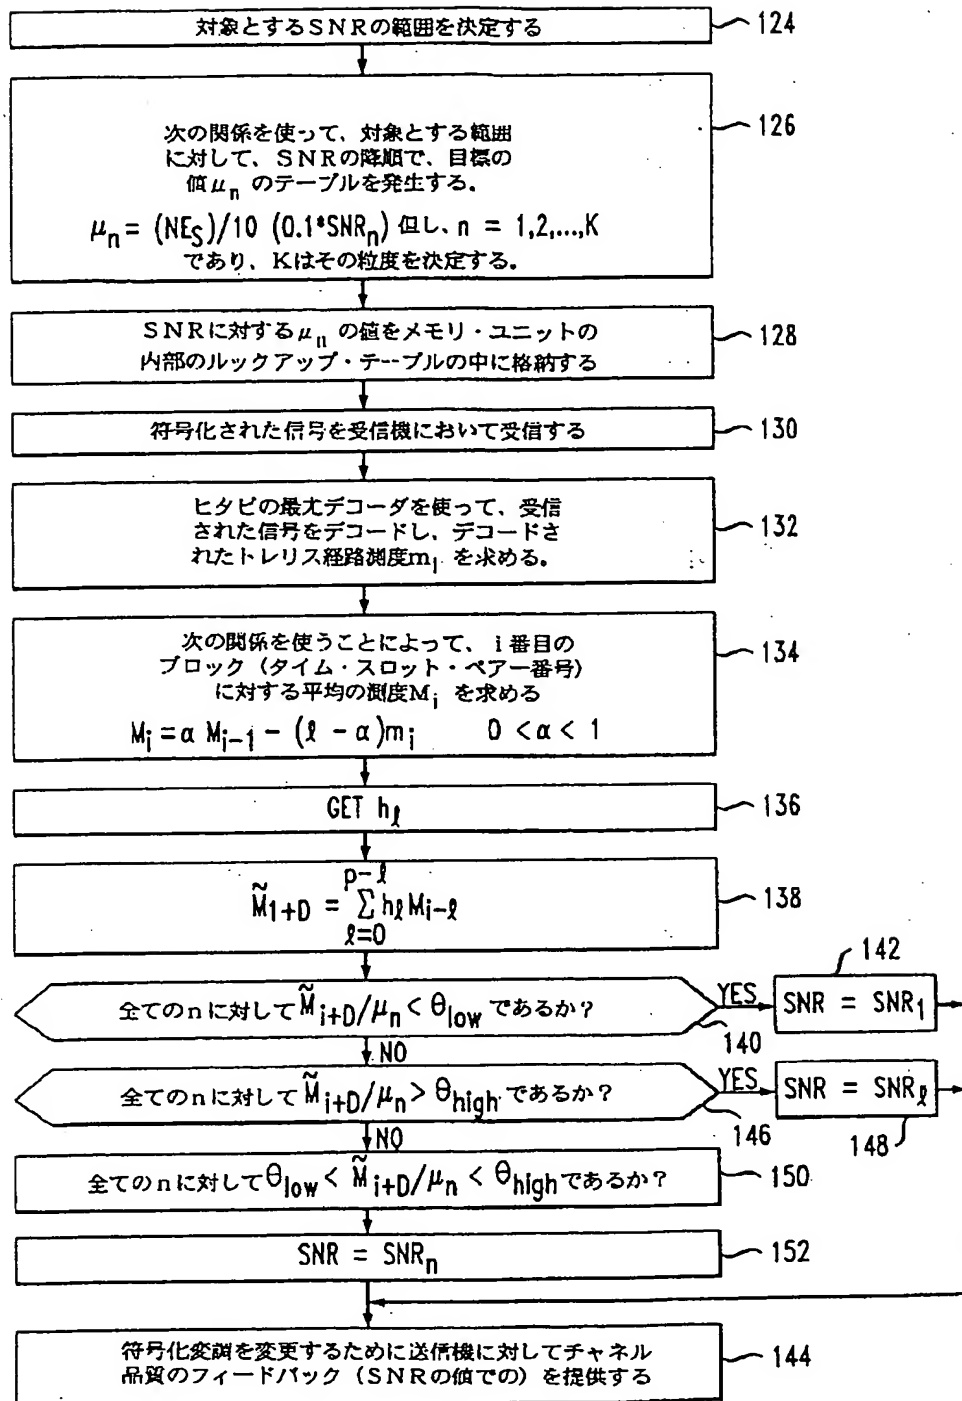 対象とするSNRの範囲を決定する
124
次の関係を使って、対象とする範囲
に対して、SNRの降順で、目標の
値μn のテーブルを発生する。
μn = (NES)/10 (0.1*SNRn) 但し、n = 1,2,...,K
であり、Kはその粒度を決定する。
126
SNRに対するμn の値をメモリ・ユニットの
内部のルックアップ・テーブルの中に格納する
128
符号化された信号を受信機において受信する
130
ヒタビの最尤デコーダを使って、受信
された信号をデコードし、デコードさ
れたトレリス経路測度mi を求める。
132
次の関係を使うことによって、i番目の
ブロック（タイム・スロット・ペアー番号）
に対する平均の測度Mi を求める
Mi = α Mi-1 − (ℓ − α)mi 0 < α < 1
134
GET hℓ
136
p-ℓ
M̃1+D = Σ hℓ Mi-ℓ
ℓ=0
138
全てのnに対してM̃i+D/μn < θlow であるか？
YES
140
142
SNR = SNR1
NO
全てのnに対してM̃i+D/μn > θhigh であるか？
YES
146
SNR = SNRℓ
148
NO
全てのnに対してθlow < M̃i+D/μn < θhigh であるか？
150
SNR = SNRn
152
符号化変調を変更するために送信機に対してチャネル
品質のフィードバック（SNRの値での）を提供する
144